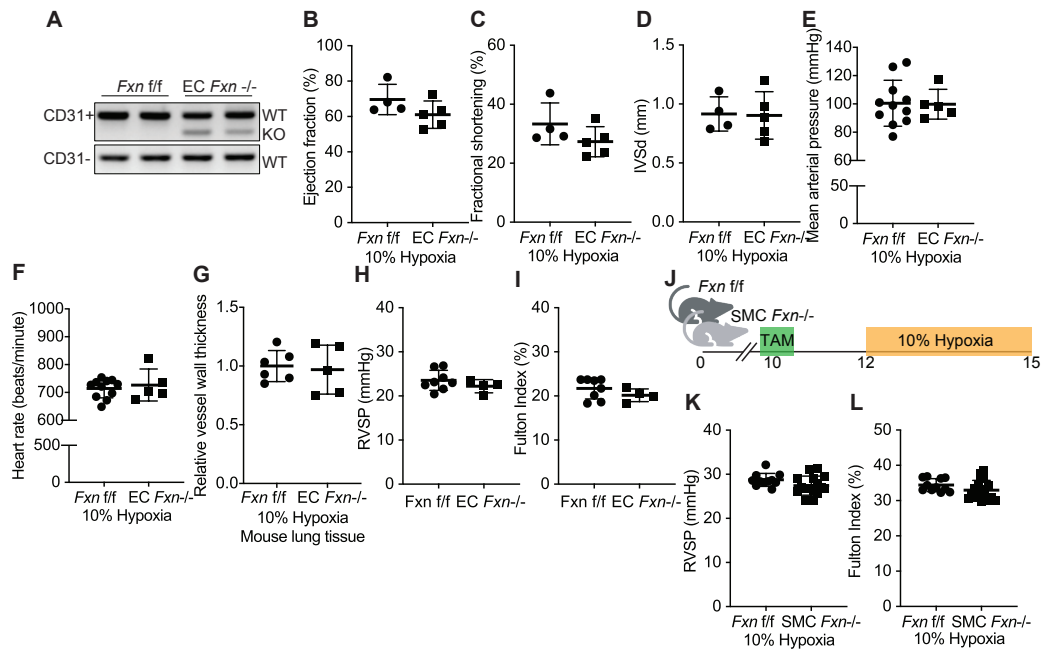 A
Fxn f/f
EC Fxn -/-
CD31+
WT
KO
CD31-
WT
B
Ejection fraction (%)
100
80
60
40
20
0
Fxn f/f
EC Fxn-/-
10% Hypoxia
C
Fractional shortening (%)
60
40
20
0
Fxn f/f
EC Fxn-/-
10% Hypoxia
D
IVSd (mm)
1.5
1.0
0.5
0.0
Fxn f/f
EC Fxn-/-
10% Hypoxia
E
Mean arterial pressure (mmHg)
140
120
100
80
60
50
0
Fxn f/f
EC Fxn-/-
10% Hypoxia
F
Heart rate (beats/minute)
1000
900
800
700
600
500
0
Fxn f/f
EC Fxn-/-
10% Hypoxia
G
Relative vessel wall thickness
1.5
1.0
0.5
0.0
Fxn f/f
EC Fxn-/-
10% Hypoxia
Mouse lung tissue
H
RVSP (mmHg)
40
30
20
10
0
Fxn f/f
EC Fxn-/-
I
Fulton Index (%)
40
30
20
10
0
Fxn f/f
EC Fxn-/-
J
Fxn f/f
SMC Fxn-/-
TAM
10% Hypoxia
0
10
12
15
K
RVSP (mmHg)
40
30
20
10
0
Fxn f/f SMC Fxn-/-
10% Hypoxia
L
Fulton Index (%)
50
40
30
20
10
0
Fxn f/f SMC Fxn-/-
10% Hypoxia